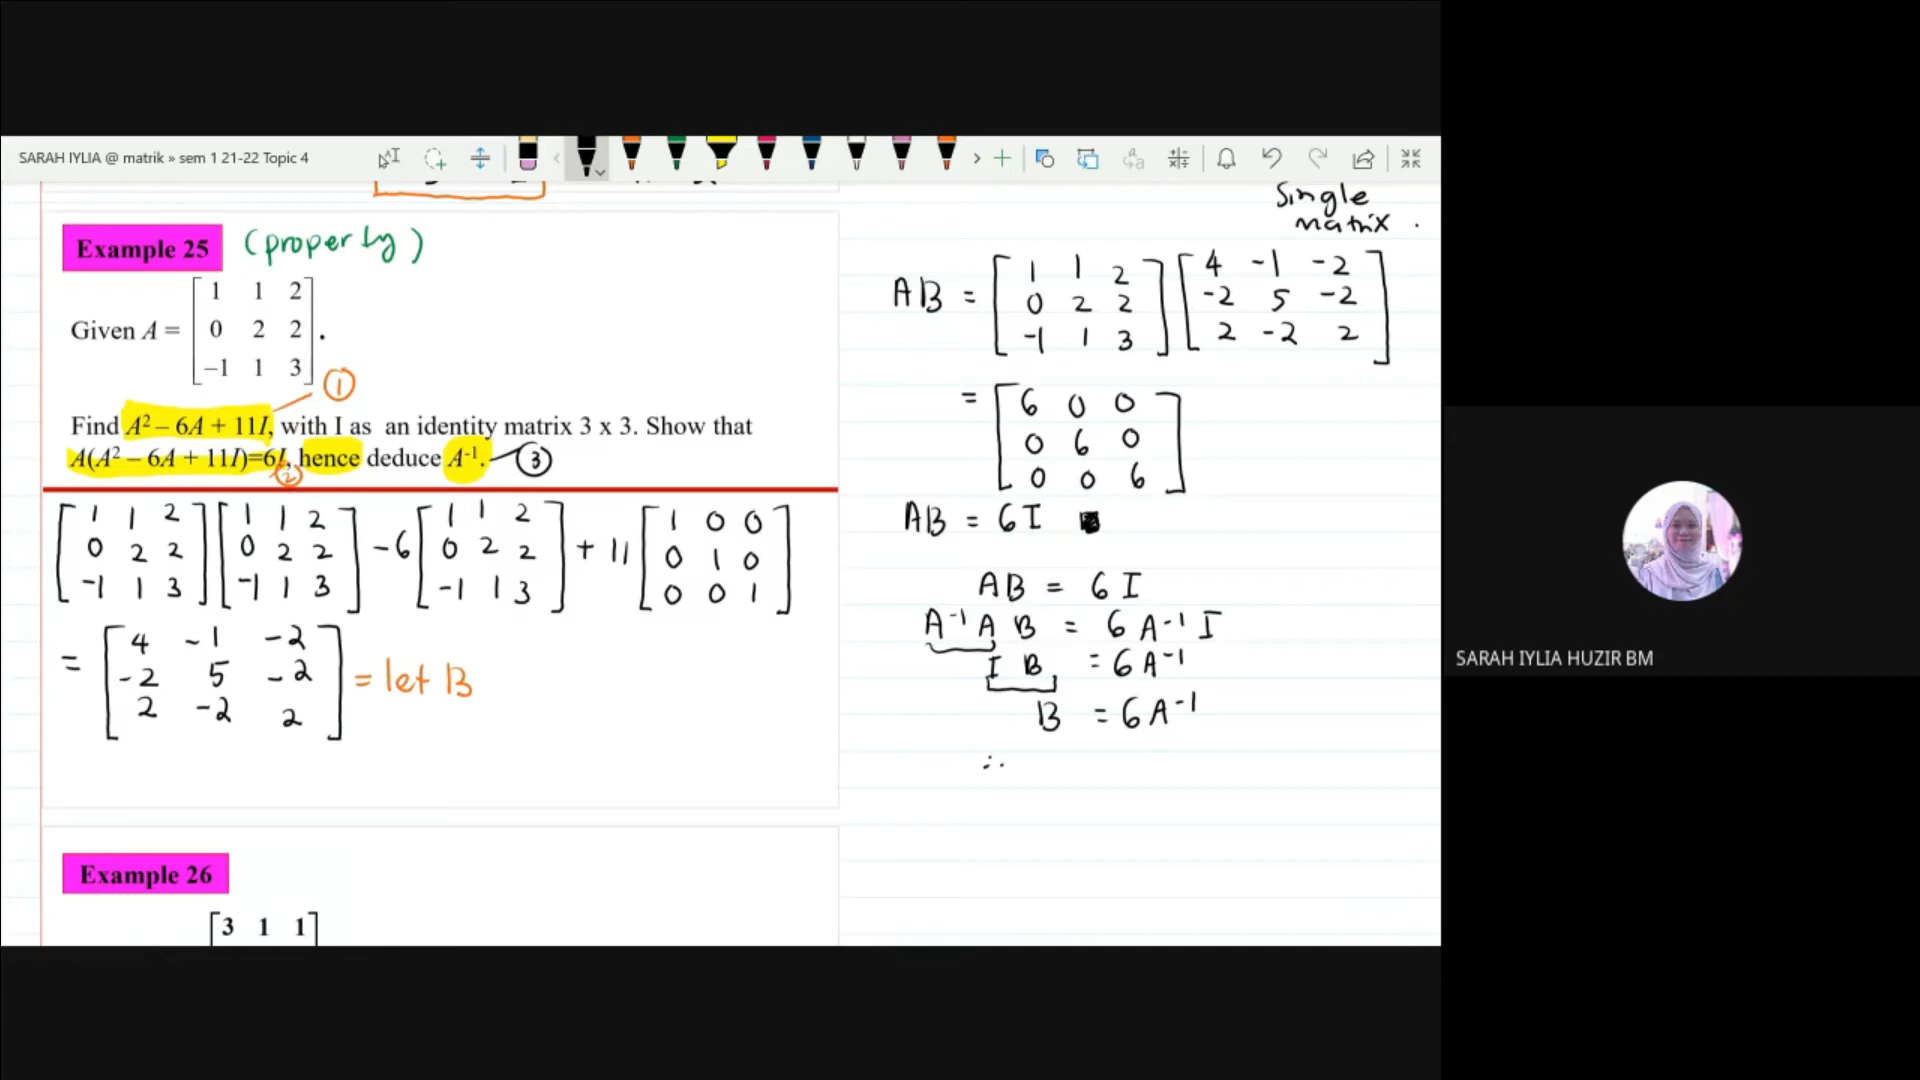 SARAH IYLIA @ matrik » sem 1 21-22 Topic 4
Single
matrix .
Example 25 (property)
Given A = [1 1 2
0 2 2
−1 1 3] .
①
Find A² – 6A + 11I, with I as an identity matrix 3 x 3. Show that
A(A² – 6A + 11I)=6I, hence deduce A⁻¹. ③
②
[1 1 2] [1 1 2] -6 [1 1 2] + 11 [1 0 0]
[0 2 2] [0 2 2] [0 2 2] [0 1 0]
[-1 1 3] [-1 1 3] [-1 1 3] [0 0 1]
= [4 -1 -2
-2 5 -2
2 -2 2] = let B
AB = [1 1 2] [4 -1 -2]
[0 2 2] [-2 5 -2]
[-1 1 3] [2 -2 2]
= [6 0 0
0 6 0
0 0 6]
AB = 6I
AB = 6I
A⁻¹AB = 6A⁻¹I
IB = 6A⁻¹
B = 6A⁻¹
∴
Example 26
[3 1 1]
SARAH IYLIA HUZIR BM